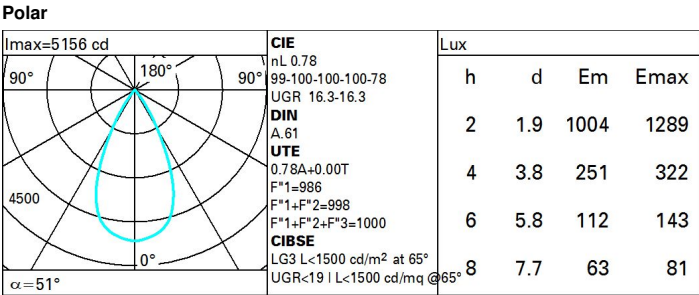 Polar
Imax=5156 cd
90° 180° 90°
4500
0°
α=51°
CIE
nL 0.78
99-100-100-100-78
UGR 16.3-16.3
DIN
A.61
UTE
0.78A+0.00T
F"1=986
F"1+F"2=998
F"1+F"2+F"3=1000
CIBSE
LG3 L<1500 cd/m² at 65°
UGR<19 | L<1500 cd/mq @65°
Lux
h d Em Emax
2 1.9 1004 1289
4 3.8 251 322
6 5.8 112 143
8 7.7 63 81